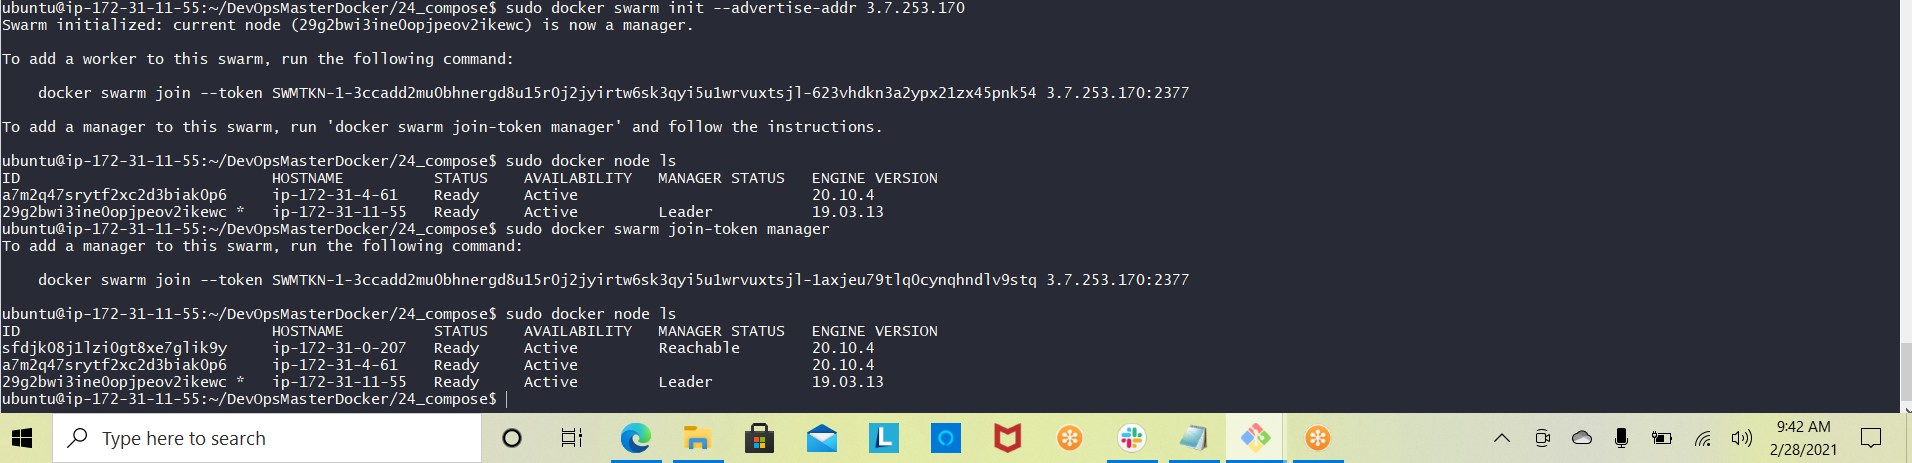 ubuntu@ip-172-31-11-55:~/DevOpsMasterDocker/24_compose$ sudo docker swarm init --advertise-addr 3.7.253.170
Swarm initialized: current node (29g2bwi3ine0opjpeov2ikewc) is now a manager.
To add a worker to this swarm, run the following command:
docker swarm join --token SWMTKN-1-3ccadd2mu0bhnergd8u15r0j2jyirtw6sk3qyi5u1wrvuxtsjl-623vhdkn3a2ypx21zx45pnk54 3.7.253.170:2377
To add a manager to this swarm, run 'docker swarm join-token manager' and follow the instructions.
ubuntu@ip-172-31-11-55:~/DevOpsMasterDocker/24_compose$ sudo docker node ls
ID HOSTNAME STATUS AVAILABILITY MANAGER STATUS ENGINE VERSION
a7m2q47srytf2xc2d3biak0p6 ip-172-31-4-61 Ready Active 20.10.4
29g2bwi3ine0opjpeov2ikewc * ip-172-31-11-55 Ready Active Leader 19.03.13
ubuntu@ip-172-31-11-55:~/DevOpsMasterDocker/24_compose$ sudo docker swarm join-token manager
To add a manager to this swarm, run the following command:
docker swarm join --token SWMTKN-1-3ccadd2mu0bhnergd8u15r0j2jyirtw6sk3qyi5u1wrvuxtsjl-1axjeu79tlq0cynqhndlv9stq 3.7.253.170:2377
ubuntu@ip-172-31-11-55:~/DevOpsMasterDocker/24_compose$ sudo docker node ls
ID HOSTNAME STATUS AVAILABILITY MANAGER STATUS ENGINE VERSION
sfdjk08j1lzi0gt8xe7glik9y ip-172-31-0-207 Ready Active Reachable 20.10.4
a7m2q47srytf2xc2d3biak0p6 ip-172-31-4-61 Ready Active 20.10.4
29g2bwi3ine0opjpeov2ikewc * ip-172-31-11-55 Ready Active Leader 19.03.13
ubuntu@ip-172-31-11-55:~/DevOpsMasterDocker/24_compose$
Type here to search
L
9:42 AM
2/28/2021